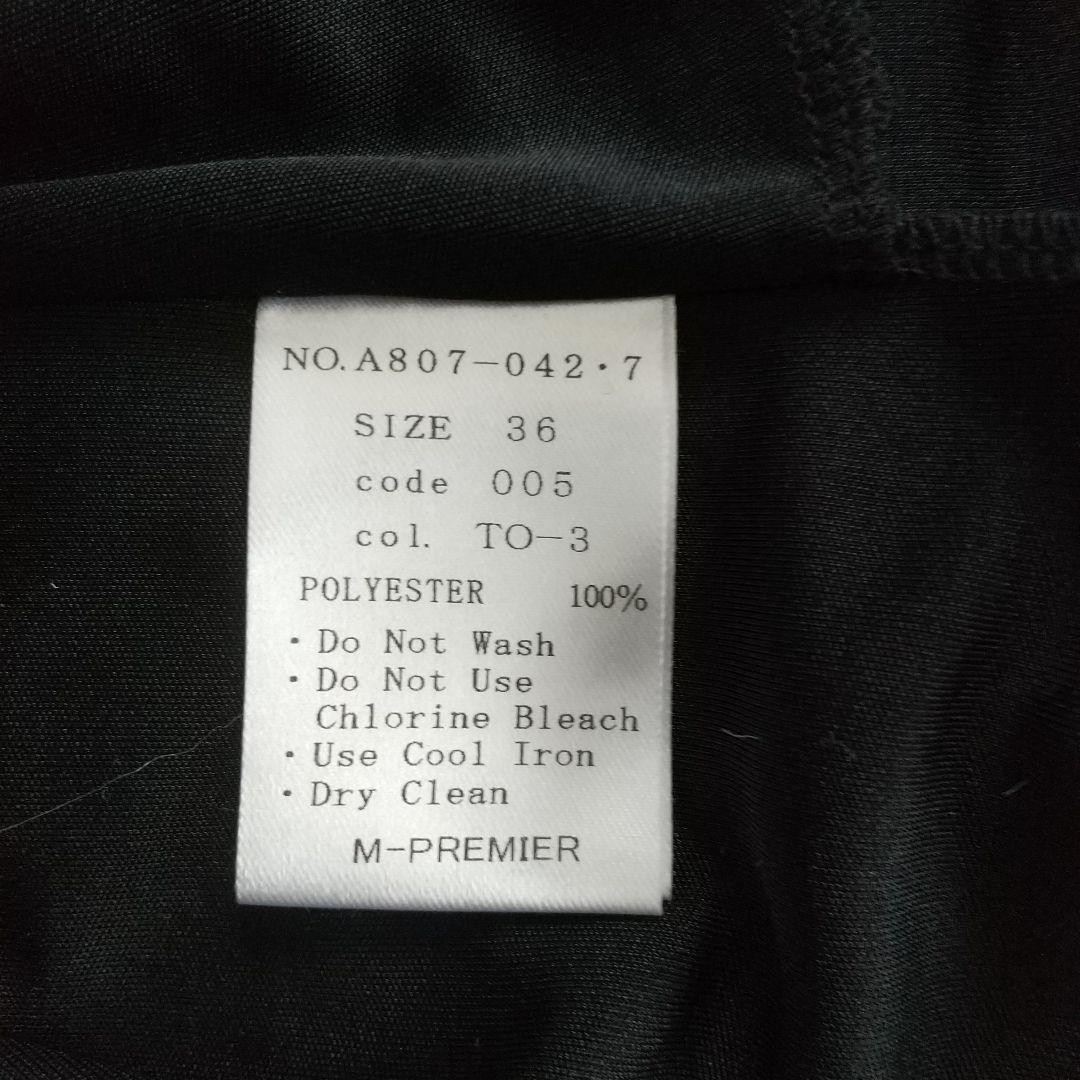 NO.A807-042・7
SIZE 36
code 005
col. TO-3
POLYESTER 100%
・Do Not Wash
・Do Not Use
Chlorine Bleach
・Use Cool Iron
・Dry Clean
M-PREMIER